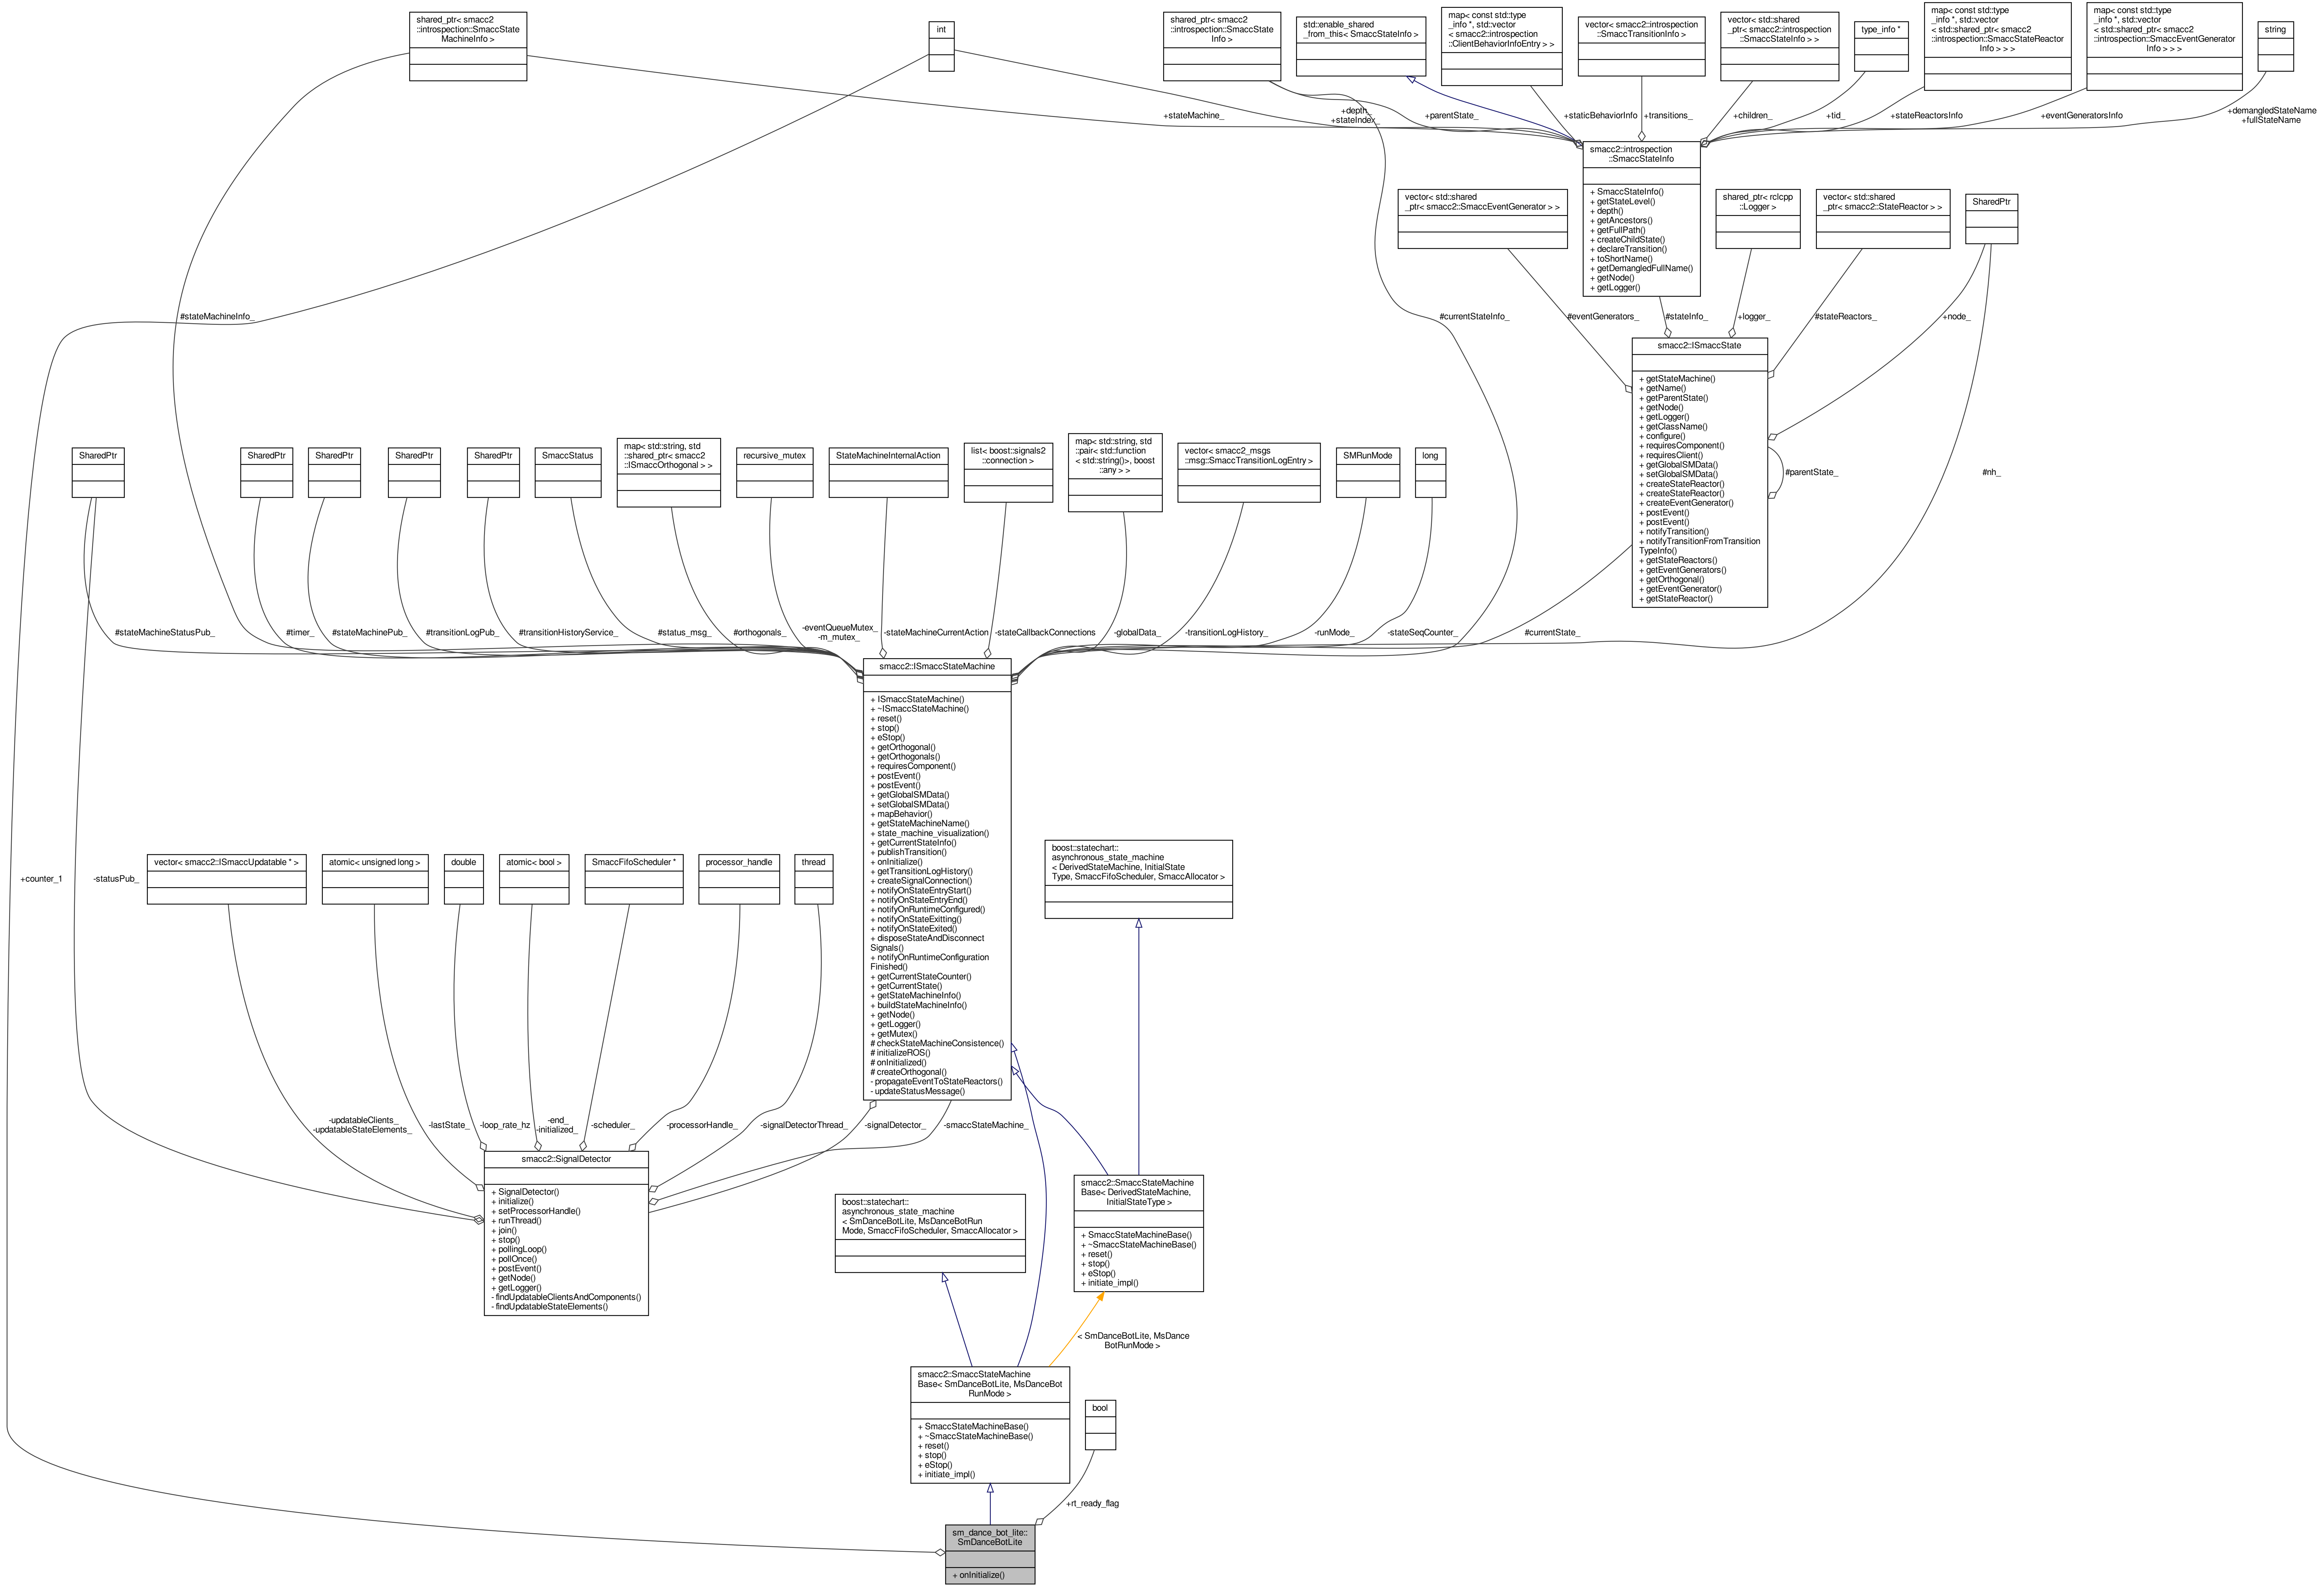 shared_ptr< smacc2
::introspection::SmaccState
MachineInfo >
int
shared_ptr< smacc2
::introspection::SmaccState
Info >
std::enable_shared
_from_this< SmaccStateInfo >
map< const std::type
_info *, std::vector
< smacc2::introspection
::ClientBehaviorInfoEntry > >
vector< smacc2::introspection
::SmaccTransitionInfo >
vector< std::shared
_ptr< smacc2::introspection
::SmaccStateInfo > >
type_info *
map< const std::type
_info *, std::vector
< std::shared_ptr< smacc2
::introspection::SmaccStateReactor
Info > > >
map< const std::type
_info *, std::vector
< std::shared_ptr< smacc2
::introspection::SmaccEventGenerator
Info > > >
string
+stateMachine_
+depth_
+stateIndex_
+parentState_
+staticBehaviorInfo
+transitions_
+children_
+tid_
+stateReactorsInfo
+eventGeneratorsInfo
+demangledStateName
+fullStateName
smacc2::introspection
::SmaccStateInfo
+ SmaccStateInfo()
+ getStateLevel()
+ depth()
+ getAncestors()
+ getFullPath()
+ createChildState()
+ declareTransition()
+ toShortName()
+ getDemangledFullName()
+ getNode()
+ getLogger()
vector< std::shared
_ptr< smacc2::SmaccEventGenerator > >
shared_ptr< rclcpp
::Logger >
vector< std::shared
_ptr< smacc2::StateReactor > >
SharedPtr
#stateMachineInfo_
#currentStateInfo_
#eventGenerators_
#stateInfo_
+logger_
#stateReactors_
+node_
smacc2::ISmaccState
+ getStateMachine()
+ getName()
+ getParentState()
+ getNode()
+ getLogger()
+ getClassName()
+ configure()
+ requiresComponent()
+ requiresClient()
+ getGlobalSMData()
+ setGlobalSMData()
+ createStateReactor()
+ createStateReactor()
+ createEventGenerator()
+ postEvent()
+ postEvent()
+ notifyTransition()
+ notifyTransitionFromTransition
TypeInfo()
+ getStateReactors()
+ getEventGenerators()
+ getOrthogonal()
+ getEventGenerator()
+ getStateReactor()
#parentState_
#nh_
SharedPtr
SharedPtr
SharedPtr
SharedPtr
SharedPtr
SmaccStatus
map< std::string, std
::shared_ptr< smacc2
::ISmaccOrthogonal > >
recursive_mutex
StateMachineInternalAction
list< boost::signals2
::connection >
map< std::string, std
::pair< std::function
< std::string()>, boost
::any > >
vector< smacc2_msgs
::msg::SmaccTransitionLogEntry >
SMRunMode
long
#stateMachineStatusPub_
#timer_
#stateMachinePub_
#transitionLogPub_
#transitionHistoryService_
#status_msg_
#orthogonals_
-eventQueueMutex_
-m_mutex_
-stateMachineCurrentAction
-stateCallbackConnections
-globalData_
-transitionLogHistory_
-runMode_
-stateSeqCounter_
#currentState_
smacc2::ISmaccStateMachine
+ ISmaccStateMachine()
+ ~ISmaccStateMachine()
+ reset()
+ stop()
+ eStop()
+ getOrthogonal()
+ getOrthogonals()
+ requiresComponent()
+ postEvent()
+ postEvent()
+ getGlobalSMData()
+ setGlobalSMData()
+ mapBehavior()
+ getStateMachineName()
+ state_machine_visualization()
+ getCurrentStateInfo()
+ publishTransition()
+ onInitialize()
+ getTransitionLogHistory()
+ createSignalConnection()
+ notifyOnStateEntryStart()
+ notifyOnStateEntryEnd()
+ notifyOnRuntimeConfigured()
+ notifyOnStateExitting()
+ notifyOnStateExited()
+ disposeStateAndDisconnect
Signals()
+ notifyOnRuntimeConfiguration
Finished()
+ getCurrentStateCounter()
+ getCurrentState()
+ getStateMachineInfo()
+ buildStateMachineInfo()
+ getNode()
+ getLogger()
+ getMutex()
# checkStateMachineConsistence()
# initializeROS()
# onInitialized()
# createOrthogonal()
- propagateEventToStateReactors()
- updateStatusMessage()
+counter_1
-statusPub_
vector< smacc2::ISmaccUpdatable * >
atomic< unsigned long >
double
atomic< bool >
SmaccFifoScheduler *
processor_handle
thread
boost::statechart::
asynchronous_state_machine
< DerivedStateMachine, InitialState
Type, SmaccFifoScheduler, SmaccAllocator >
-updatableClients_
-updatableStateElements_
-lastState_
-loop_rate_hz
-end_
-initialized_
-scheduler_
-processorHandle_
-signalDetectorThread_
-signalDetector_
-smaccStateMachine_
smacc2::SignalDetector
+ SignalDetector()
+ initialize()
+ setProcessorHandle()
+ runThread()
+ join()
+ stop()
+ pollingLoop()
+ pollOnce()
+ postEvent()
+ getNode()
+ getLogger()
- findUpdatableClientsAndComponents()
- findUpdatableStateElements()
boost::statechart::
asynchronous_state_machine
< SmDanceBotLite, MsDanceBotRun
Mode, SmaccFifoScheduler, SmaccAllocator >
smacc2::SmaccStateMachine
Base< DerivedStateMachine,
InitialStateType >
+ SmaccStateMachineBase()
+ ~SmaccStateMachineBase()
+ reset()
+ stop()
+ eStop()
+ initiate_impl()
< SmDanceBotLite, MsDance
BotRunMode >
smacc2::SmaccStateMachine
Base< SmDanceBotLite, MsDanceBot
RunMode >
+ SmaccStateMachineBase()
+ ~SmaccStateMachineBase()
+ reset()
+ stop()
+ eStop()
+ initiate_impl()
bool
+rt_ready_flag
sm_dance_bot_lite::
SmDanceBotLite
+ onInitialize()